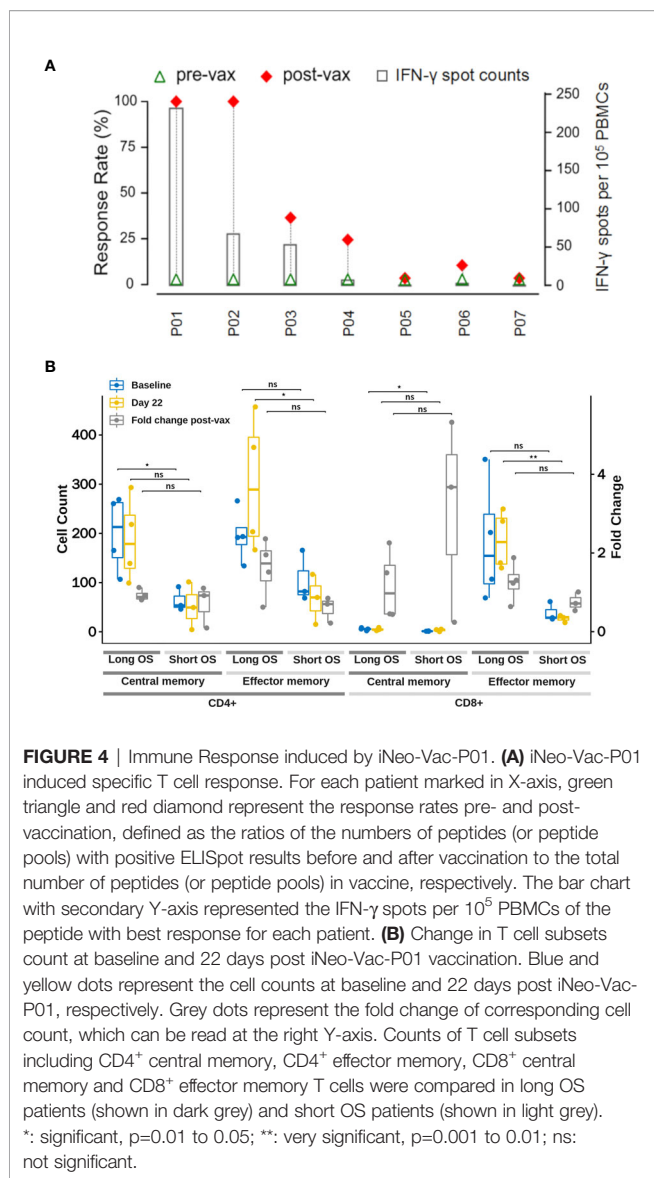 A
pre-vax post-vax IFN-γ spot counts
Response Rate (%)
100
75
50
25
0
250
200
150
100
50
0
IFN-γ spots per 10⁵ PBMCs
P01 P02 P03 P04 P05 P06 P07
B
Baseline
Day 22
Fold change post-vax
ns
*
ns
*
ns
ns
*
ns
ns
ns
**
ns
Cell Count
400
300
200
100
0
4
2
0
Fold Change
Long OS Short OS Long OS Short OS Long OS Short OS Long OS Short OS
Central memory Effector memory Central memory Effector memory
CD4+ CD8+
FIGURE 4 | Immune Response induced by iNeo-Vac-P01. (A) iNeo-Vac-P01
induced specific T cell response. For each patient marked in X-axis, green
triangle and red diamond represent the response rates pre- and post-
vaccination, defined as the ratios of the numbers of peptides (or peptide
pools) with positive ELISpot results before and after vaccination to the total
number of peptides (or peptide pools) in vaccine, respectively. The bar chart
with secondary Y-axis represented the IFN-γ spots per 10⁵ PBMCs of the
peptide with best response for each patient. (B) Change in T cell subsets
count at baseline and 22 days post iNeo-Vac-P01 vaccination. Blue and
yellow dots represent the cell counts at baseline and 22 days post iNeo-Vac-
P01, respectively. Grey dots represent the fold change of corresponding cell
count, which can be read at the right Y-axis. Counts of T cell subsets
including CD4⁺ central memory, CD4⁺ effector memory, CD8⁺ central
memory and CD8⁺ effector memory T cells were compared in long OS
patients (shown in dark grey) and short OS patients (shown in light grey).
*: significant, p=0.01 to 0.05; **: very significant, p=0.001 to 0.01; ns:
not significant.